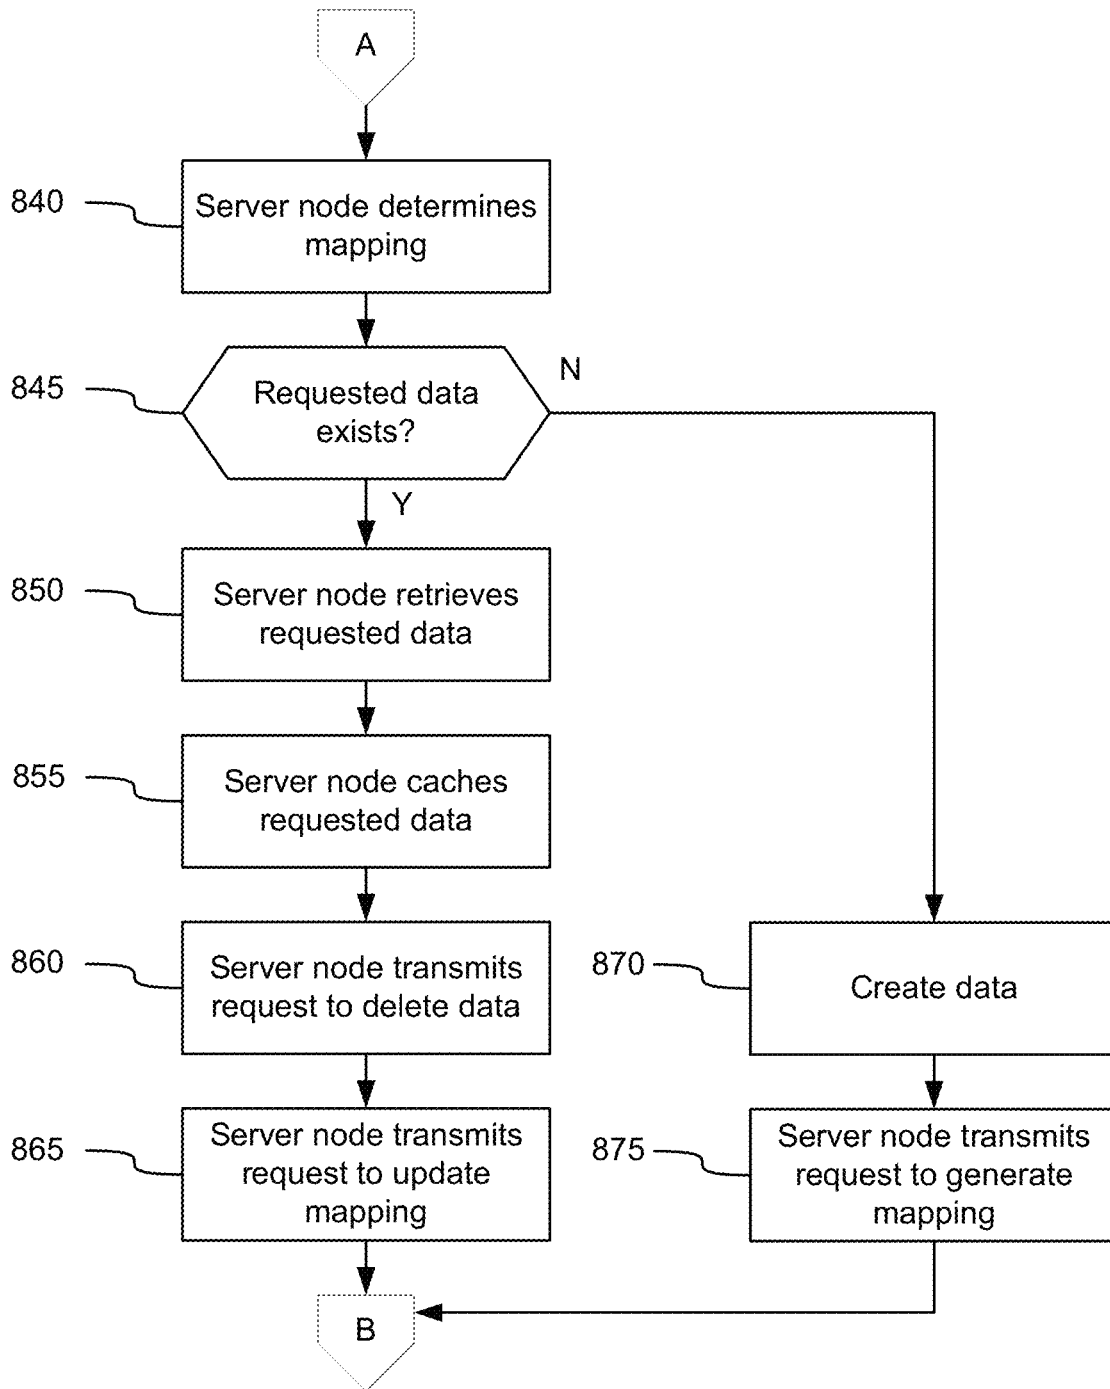 A
840
Server node determines
mapping
845
Requested data
exists?
N
Y
850
Server node retrieves
requested data
855
Server node caches
requested data
860
Server node transmits
request to delete data
870
Create data
865
Server node transmits
request to update
mapping
875
Server node transmits
request to generate
mapping
B